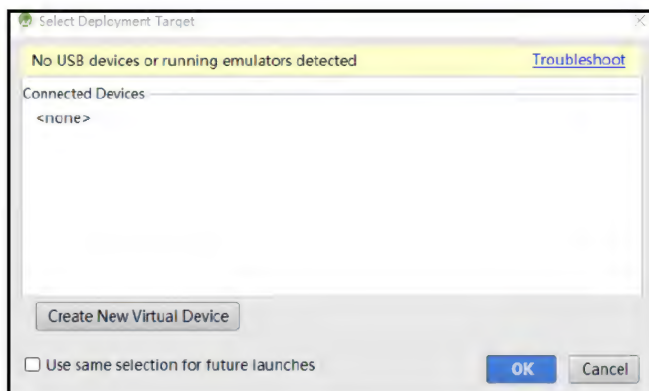 Select Deployment Target
No USB devices or running emulators detected Troubleshoot
Connected Devices
<none>
Create New Virtual Device
Use same selection for future launches OK Cancel